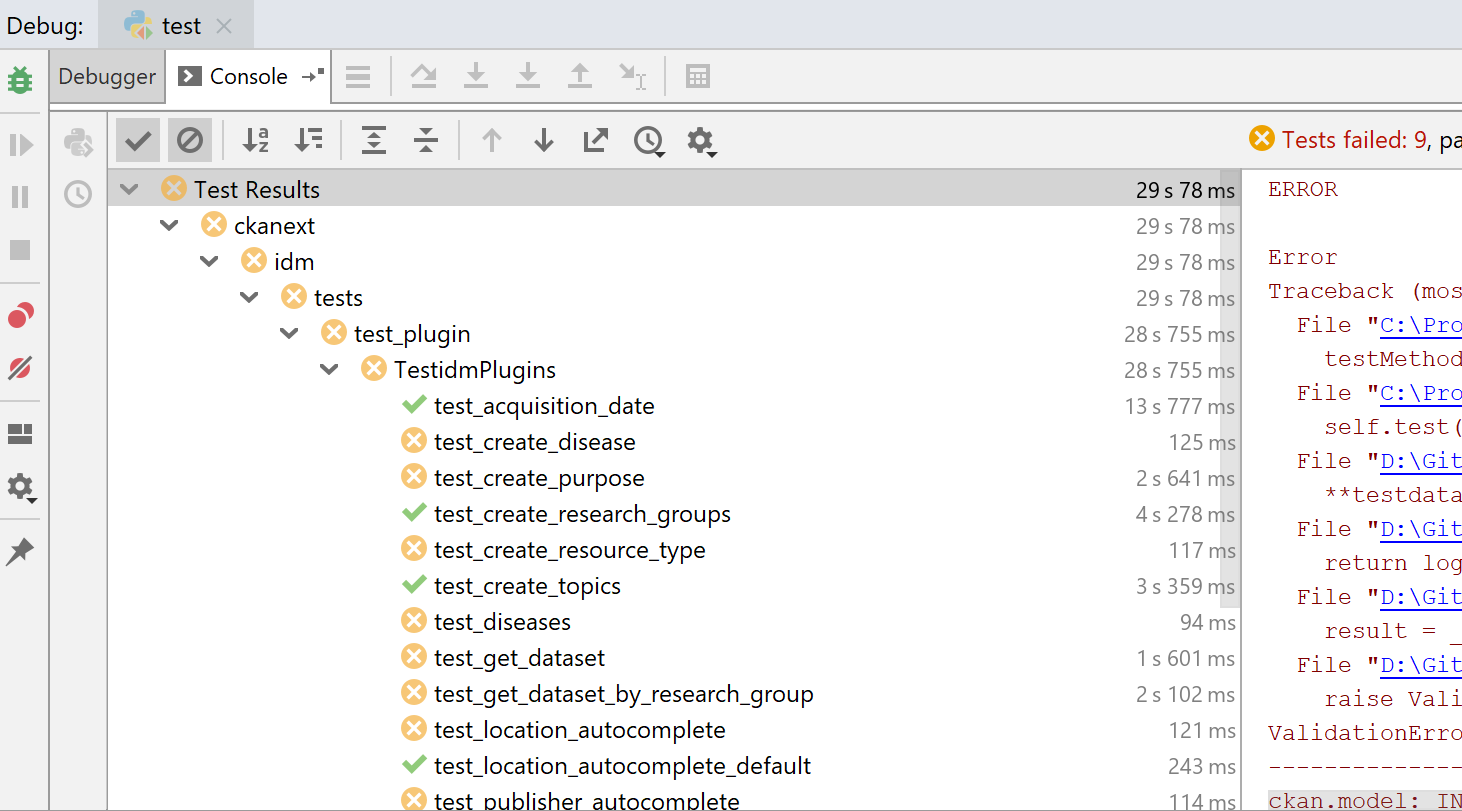 Debug: test
Debugger Console
Tests failed: 9, pa
Test Results 29 s 78 ms
ckanext 29 s 78 ms
idm 29 s 78 ms
tests 29 s 78 ms
test_plugin 28 s 755 ms
TestidmPlugins 28 s 755 ms
test_acquisition_date 13 s 777 ms
test_create_disease 125 ms
test_create_purpose 2 s 641 ms
test_create_research_groups 4 s 278 ms
test_create_resource_type 117 ms
test_create_topics 3 s 359 ms
test_diseases 94 ms
test_get_dataset 1 s 601 ms
test_get_dataset_by_research_group 2 s 102 ms
test_location_autocomplete 121 ms
test_location_autocomplete_default 243 ms
test_publisher_autocomplete 114 ms
ERROR
Error
Traceback (mos
File "C:\Pro
testMethod
File "C:\Pro
self.test(
File "D:\Git
**testdata
File "D:\Git
return log
File "D:\Git
result = _
File "D:\Git
raise Vali
ValidationErro
--------------
ckan.model: IN